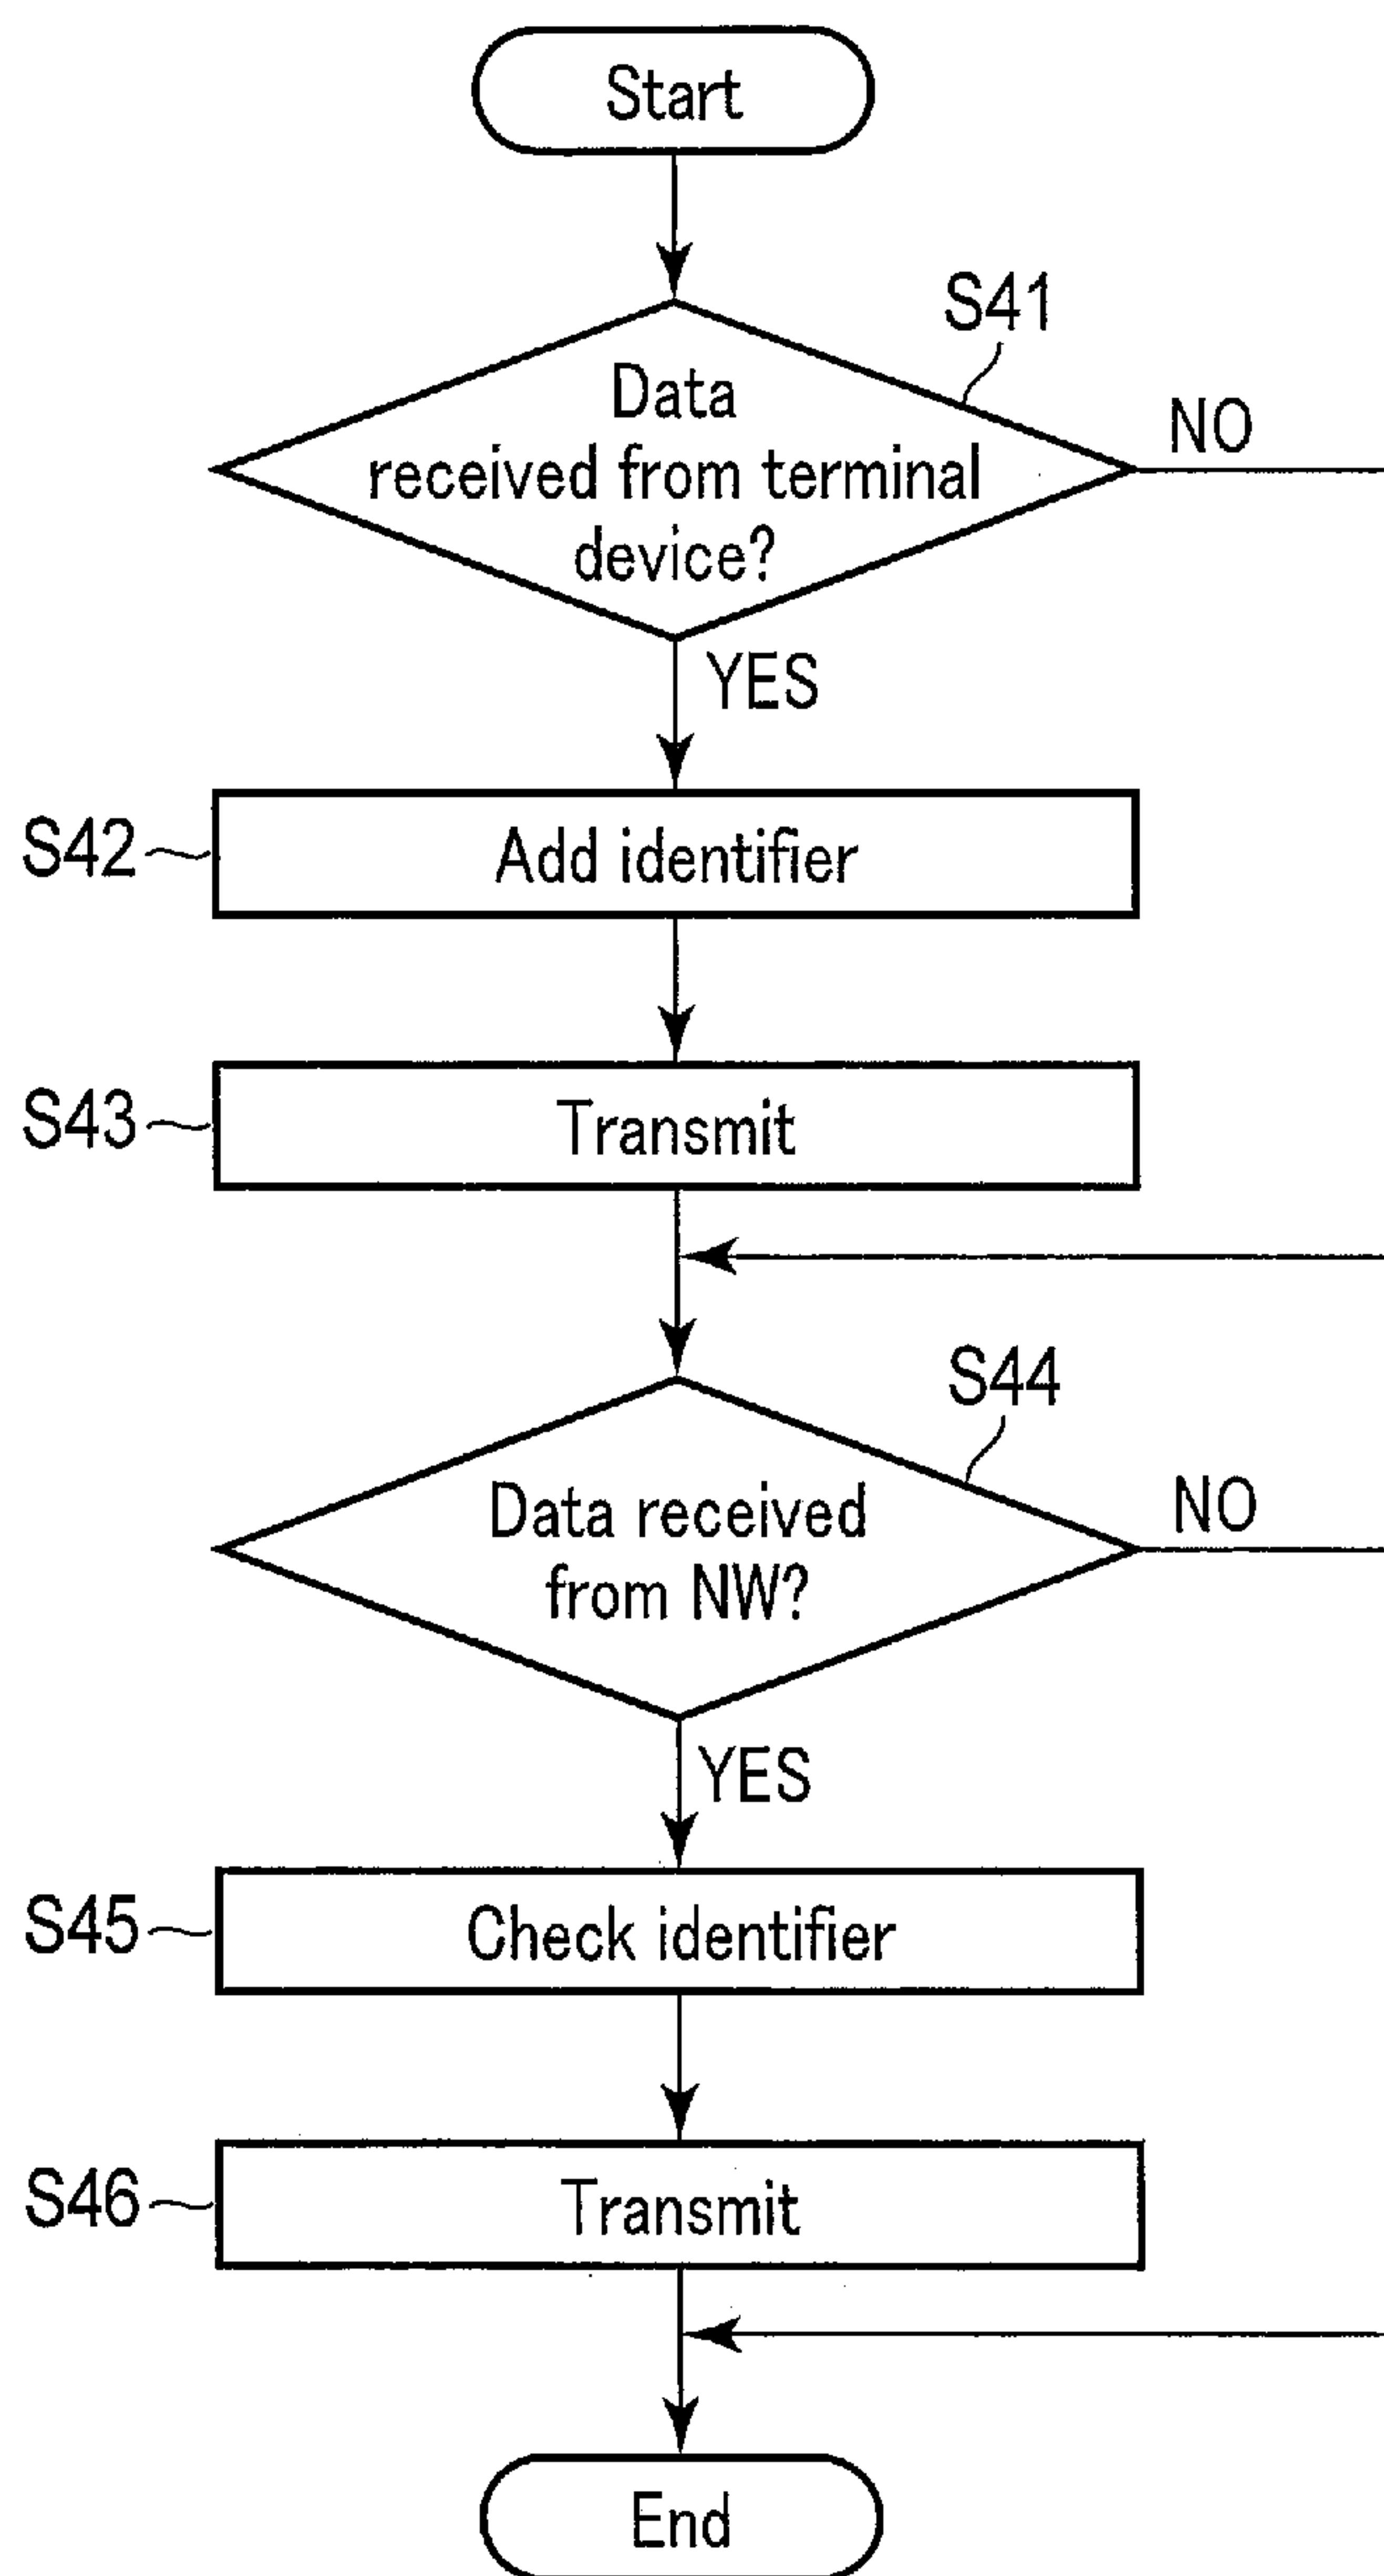 Start
S41
Data
received from terminal
device?
NO
YES
S42
Add identifier
S43
Transmit
S44
Data received
from NW?
NO
YES
S45
Check identifier
S46
Transmit
End